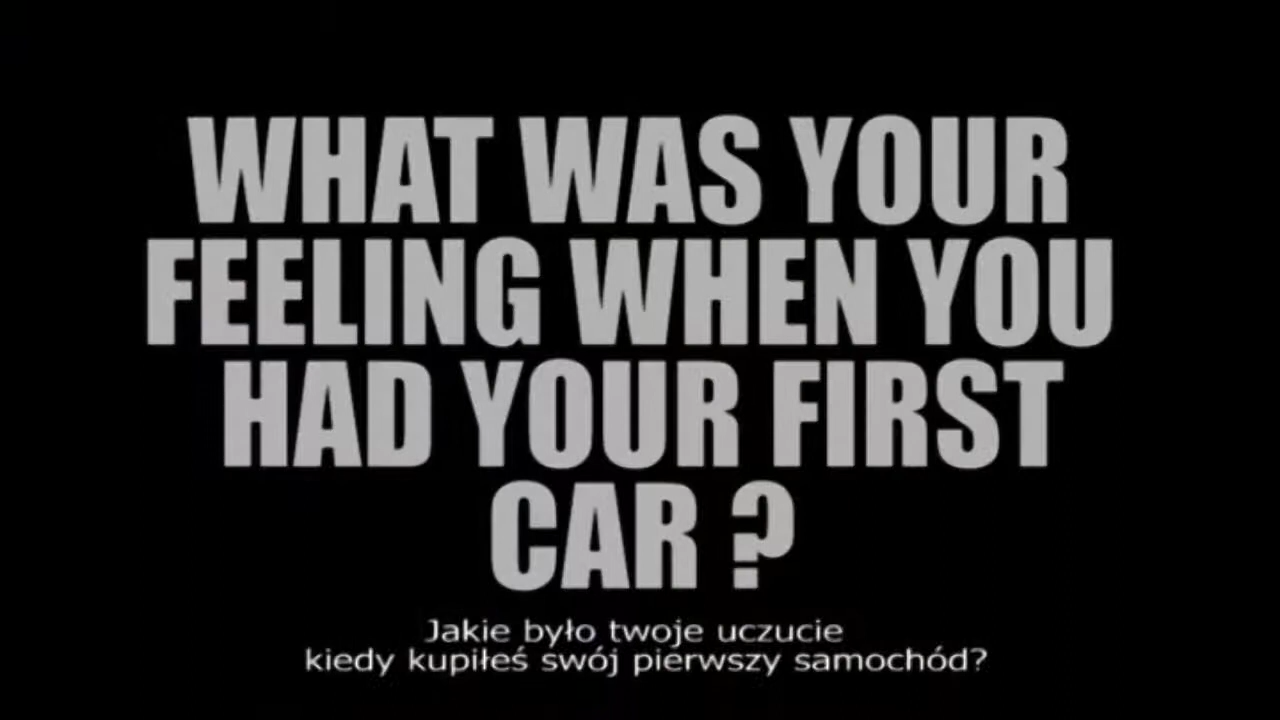 WHAT WAS YOUR
FEELING WHEN YOU
HAD YOUR FIRST
CAR ?
Jakie było twoje uczucie
kiedy kupiłeś swój pierwszy samochód?